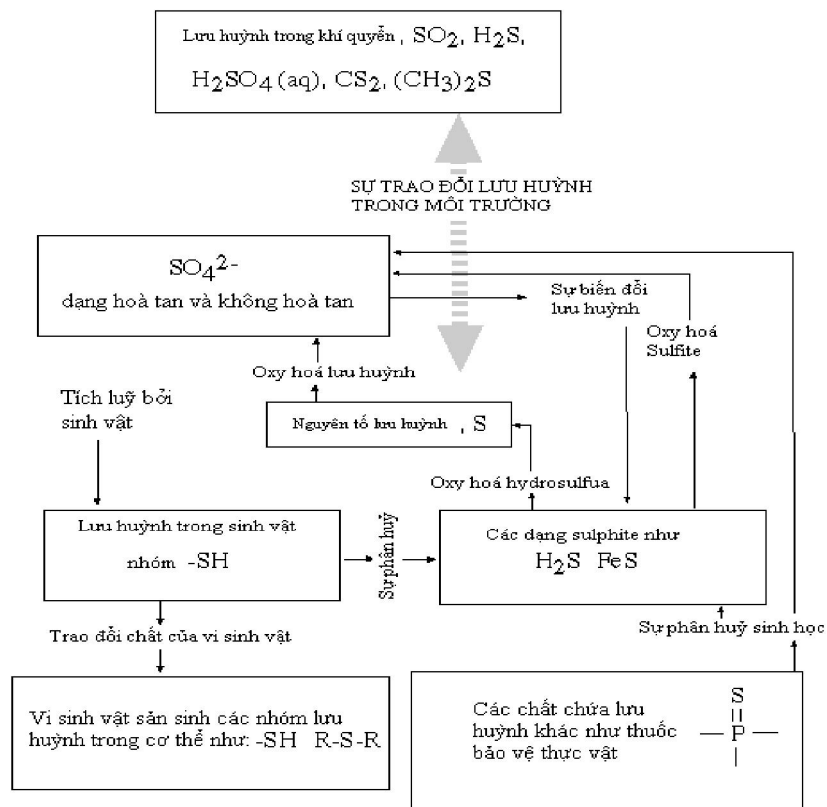 Lưu huỳnh trong khí quyển , SO2, H2S,
H2SO4 (aq), CS2, (CH3)2S
SỰ TRAO ĐỔI LƯU HUỲNH
TRONG MÔI TRƯỜNG
SO4²⁻
dạng hoà tan và không hoà tan
Sự biến đổi
lưu huỳnh
Oxy hoá
Sulfite
Oxy hoá lưu huỳnh
Tích luỹ bởi
sinh vật
Nguyên tố lưu huỳnh , S
Oxy hoá hydrosulfua
Lưu huỳnh trong sinh vật
nhóm -SH
Sự phân huỷ
Các dạng sulphite như
H2S FeS
Trao đổi chất của vi sinh vật
Sự phân huỷ sinh học
Vi sinh vật sản sinh các nhóm lưu
huỳnh trong cơ thể như: -SH R-S-R
Các chất chứa lưu
huỳnh khác như thuốc
bảo vệ thực vật
S
P